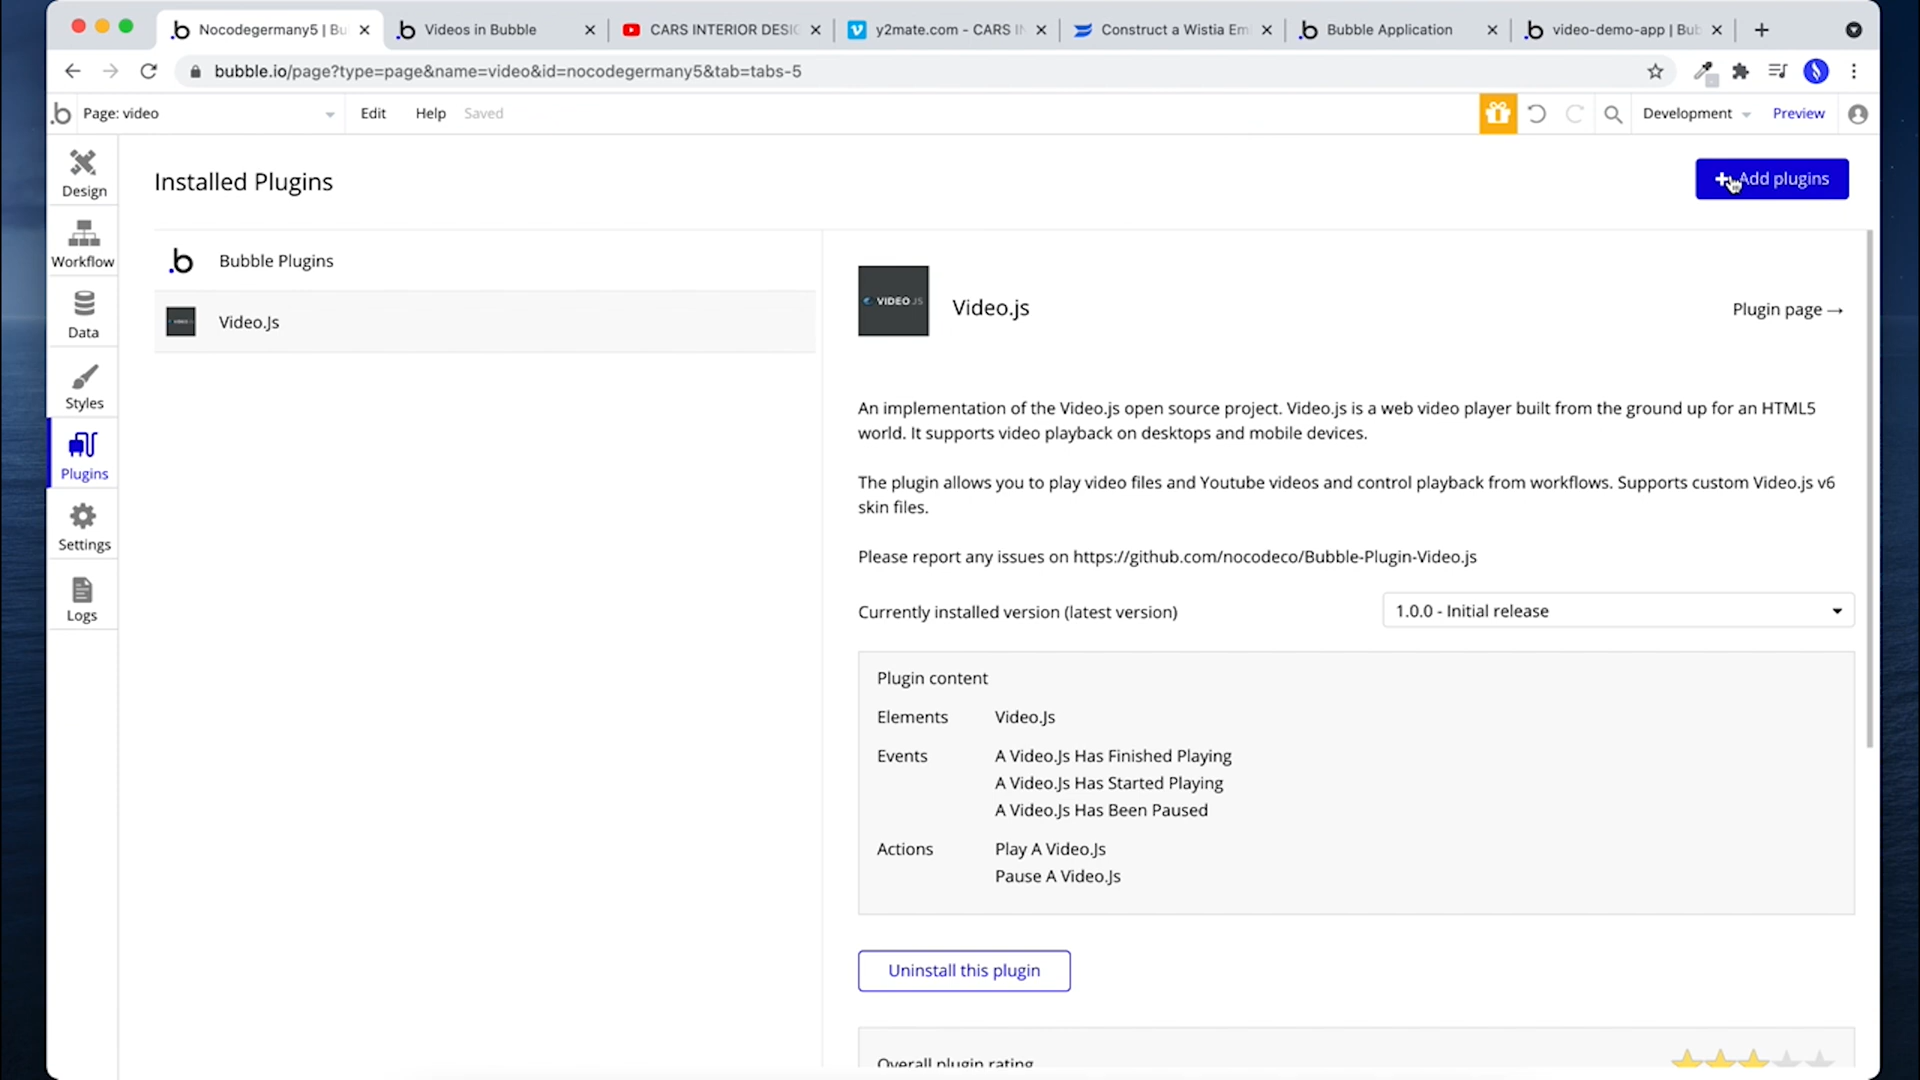 Nocodegermany5 | Bu
Videos in Bubble
CARS INTERIOR DESIG
y2mate.com - CARS IN
Construct a Wistia Em
Bubble Application
video-demo-app | Bub
bubble.io/page?type=page&name=video&id=nocodegermany5&tab=tabs-5
Page: video
Edit
Help
Saved
Development
Preview
Design
Workflow
Data
Styles
Plugins
Settings
Logs
Installed Plugins
Add plugins
Bubble Plugins
Video.Js
VIDEOJS
Video.js
Plugin page →
An implementation of the Video.js open source project. Video.js is a web video player built from the ground up for an HTML5
world. It supports video playback on desktops and mobile devices.
The plugin allows you to play video files and Youtube videos and control playback from workflows. Supports custom Video.js v6
skin files.
Please report any issues on https://github.com/nocodeco/Bubble-Plugin-Video.js
Currently installed version (latest version)
1.0.0 - Initial release
Plugin content
Elements Video.Js
Events A Video.Js Has Finished Playing
A Video.Js Has Started Playing
A Video.Js Has Been Paused
Actions Play A Video.Js
Pause A Video.Js
Uninstall this plugin
Overall plugin rating